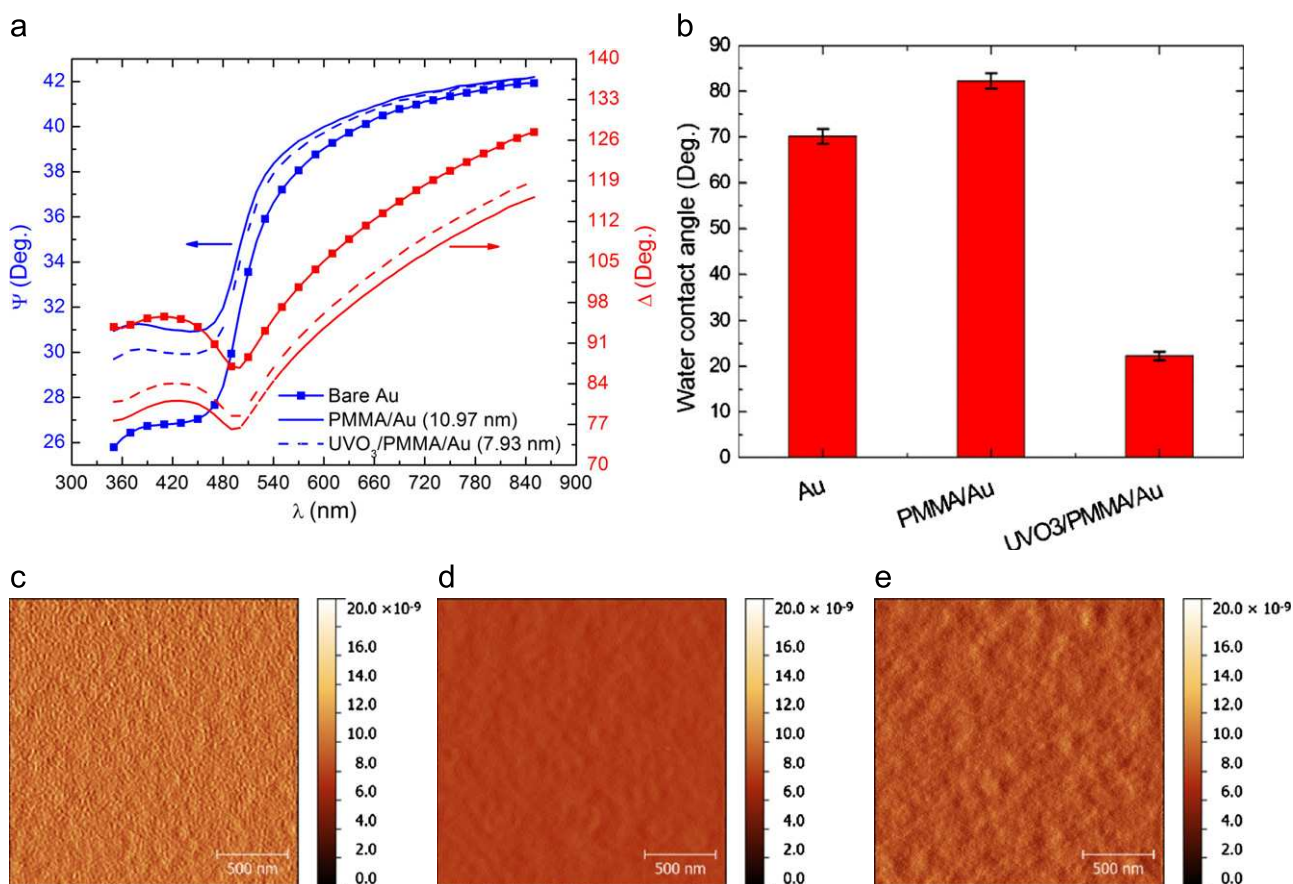 a
42
40
38
36
34
32
30
28
26
Ψ (Deg.)
140
133
126
119
112
105
98
91
84
77
70
Δ (Deg.)
Bare Au
PMMA/Au (10.97 nm)
UVO₃/PMMA/Au (7.93 nm)
300 360 420 480 540 600 660 720 780 840 900
λ (nm)
b
90
80
70
60
50
40
30
20
10
0
Water contact angle (Deg.)
Au
PMMA/Au
UVO3/PMMA/Au
c
20.0 × 10⁻⁹
16.0
14.0
12.0
10.0
8.0
6.0
4.0
2.0
0.0
500 nm
d
20.0 × 10⁻⁹
16.0
14.0
12.0
10.0
8.0
6.0
4.0
2.0
0.0
500 nm
e
20.0 × 10⁻⁹
16.0
14.0
12.0
10.0
8.0
6.0
4.0
2.0
0.0
500 nm